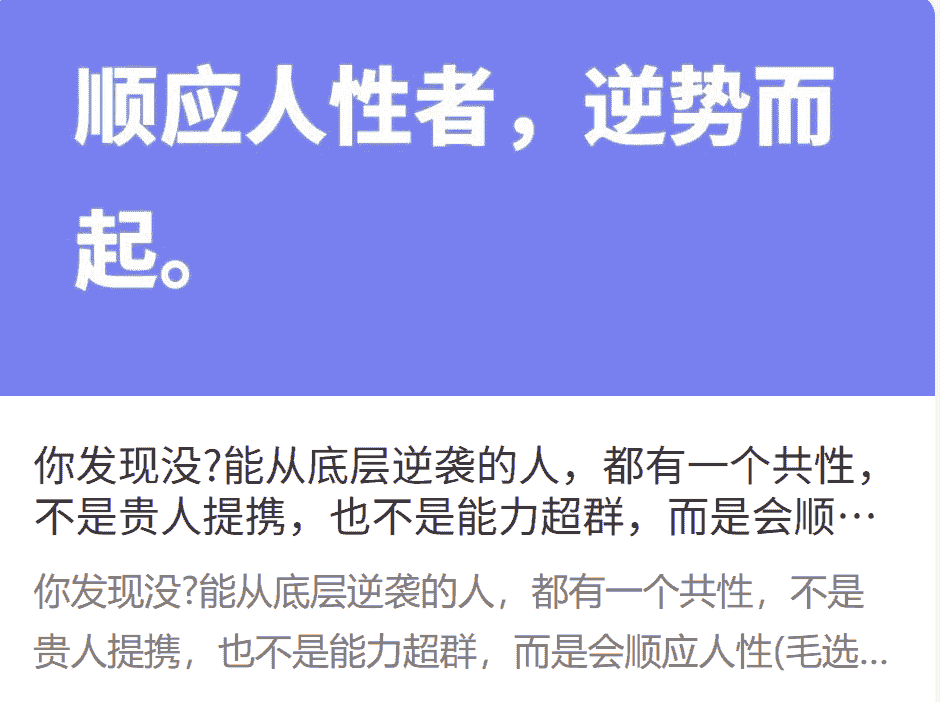 顺应人性者，逆势而
起。
你发现没?能从底层逆袭的人，都有一个共性，
不是贵人提携，也不是能力超群，而是会顺…
你发现没?能从底层逆袭的人，都有一个共性，不是
贵人提携，也不是能力超群，而是会顺应人性(毛选...